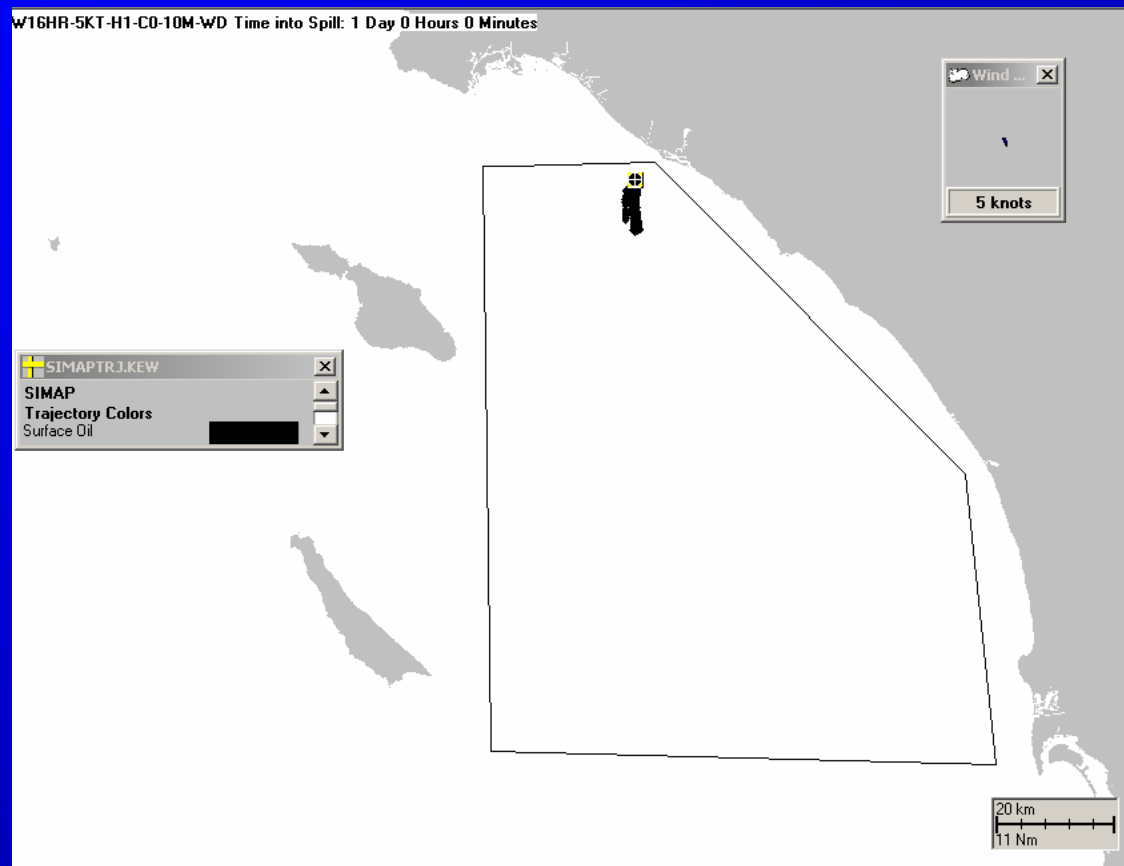 W16HR-5KT-H1-C0-10M-WD Time into Spill: 1 Day 0 Hours 0 Minutes
Wind ...
5 knots
SIMAPTRJ.KEW
SIMAP
Trajectory Colors
Surface Oil
20 km
11 Nm